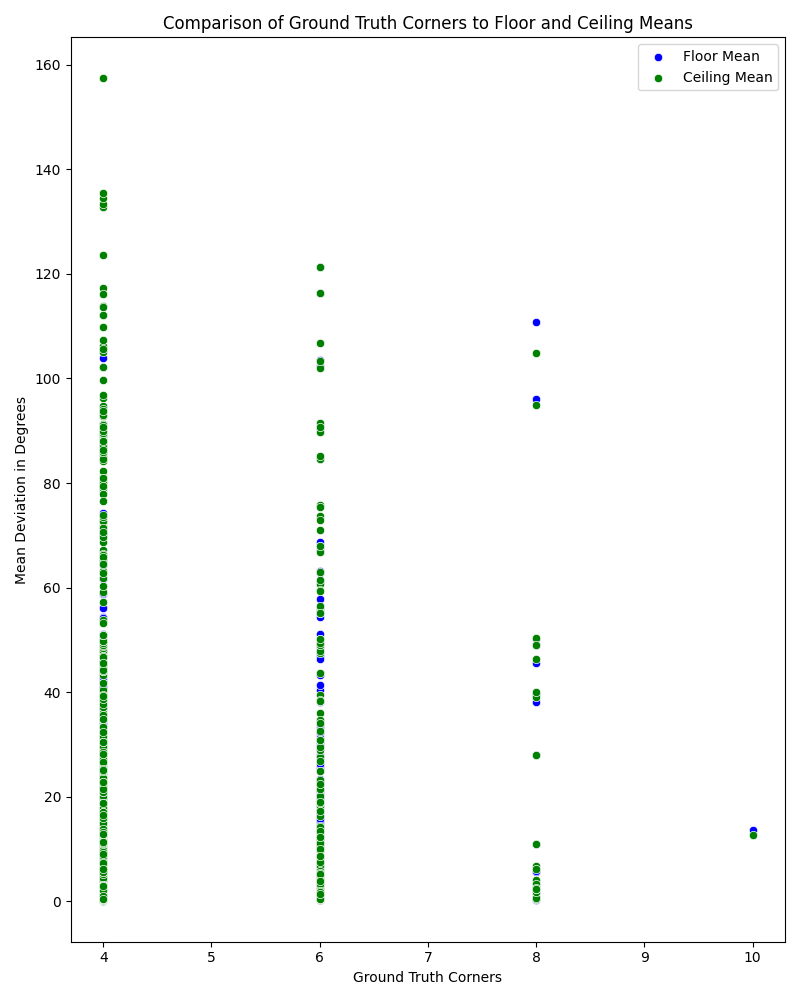 Comparison of Ground Truth Corners to Floor and Ceiling Means
Floor Mean
Ceiling Mean
160
140
120
100
80
60
40
20
0
Mean Deviation in Degrees
4 5 6 7 8 9 10
Ground Truth Corners